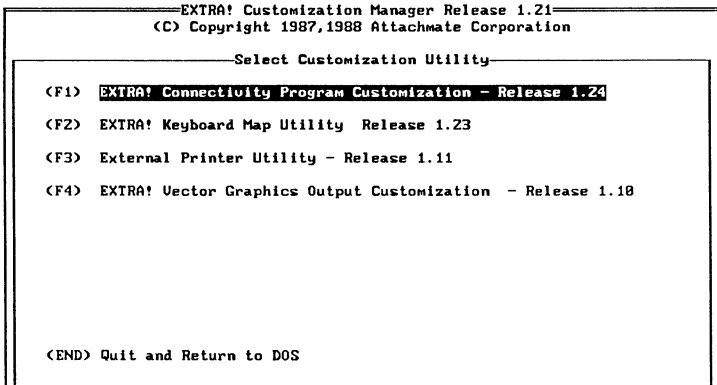 EXTRA! Customization Manager Release 1.21
(C) Copyright 1987,1988 Attachmate Corporation
Select Customization Utility
(F1) EXTRA! Connectivity Program Customization - Release 1.24
(F2) EXTRA! Keyboard Map Utility Release 1.23
(F3) External Printer Utility - Release 1.11
(F4) EXTRA! Vector Graphics Output Customization - Release 1.10
(END) Quit and Return to DOS